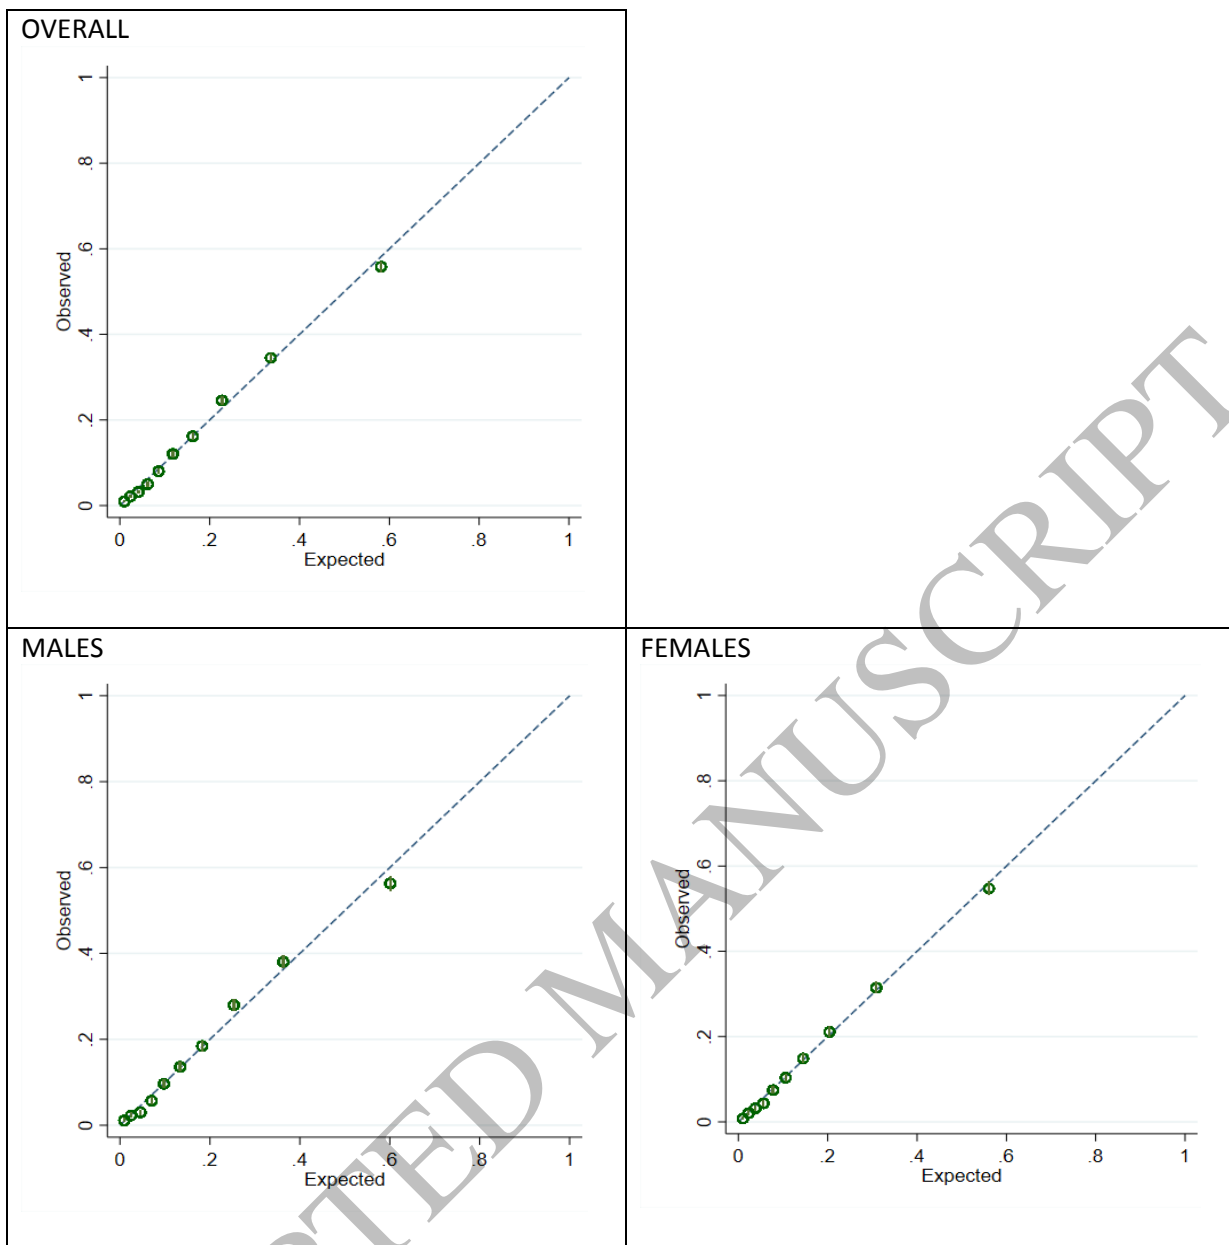 OVERALL
1
.8
.6
.4
.2
0
Observed
0 .2 .4 .6 .8 1
Expected
MALES
1
.8
.6
.4
.2
0
Observed
0 .2 .4 .6 .8 1
Expected
FEMALES
1
.8
.6
.4
.2
0
Observed
0 .2 .4 .6 .8 1
Expected
PTED MANUSCRIPT